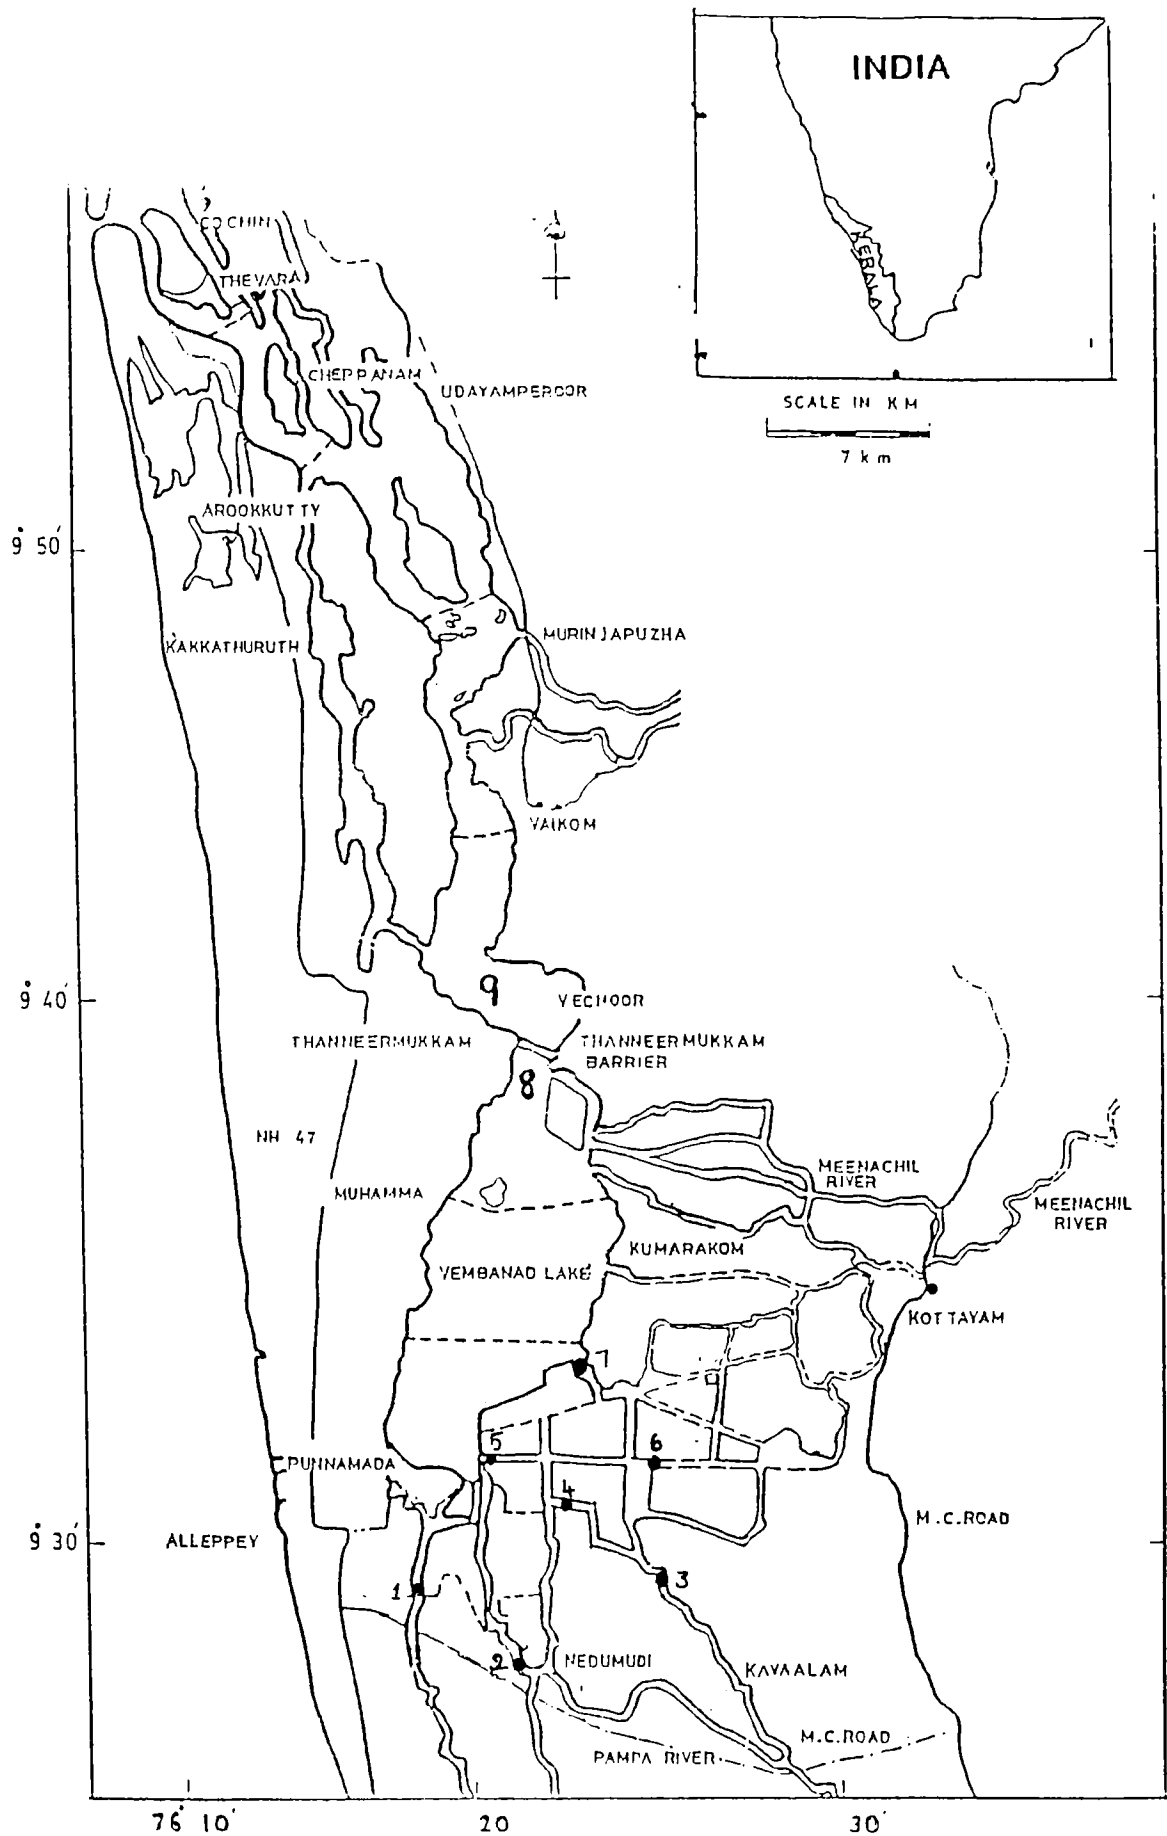 INDIA
KERALA
SCALE IN KM
7 km
COCHIN
THEVARA
CHEPPANAM
UDAYAMPEROOR
AROOKKUTTY
9° 50'
KAKKATHURUTH
MURINJAPUZHA
VAIKOM
9° 40'
9
VECHOOR
THANNEERMUKKAM
THANNEERMUKKAM
BARRIER
8
NH 47
MEENACHIL
RIVER
MUHAMMA
MEENACHIL
RIVER
KUMARAKOM
VEMBANAD LAKE
KOTTAYAM
7
5
6
PUNNAMADA
4
M.C.ROAD
9° 30'
ALLEPPEY
1
3
2
NEDUMUDI
KAVAALAM
M.C.ROAD
PAMPA RIVER
76° 10'
20
30'